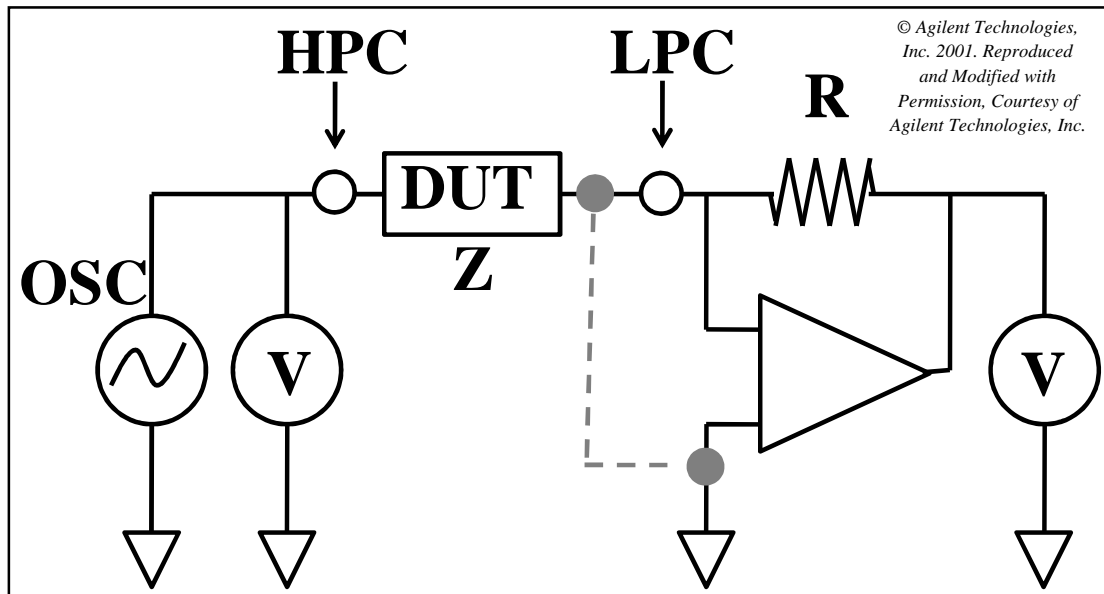 © Agilent Technologies,
Inc. 2001. Reproduced
and Modified with
Permission, Courtesy of
Agilent Technologies, Inc.
HPC
LPC
R
DUT
Z
OSC
V
V